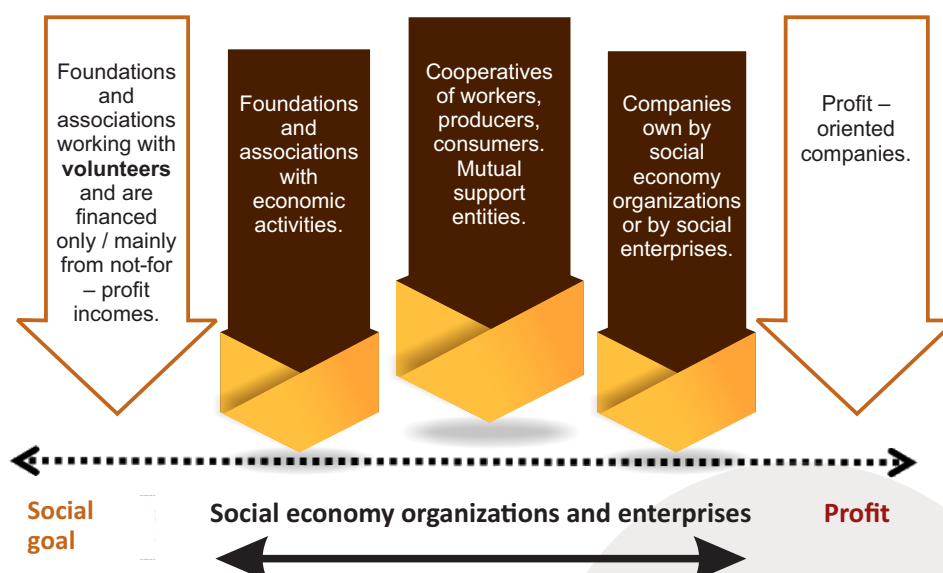 Foundations
and
associations
working with
volunteers
and are
financed
only / mainly
from not-for
– profit
incomes.
Foundations
and
associations
with
economic
activities.
Cooperatives
of workers,
producers,
consumers.
Mutual
support
entities.
Companies
own by
social
economy
organizations
or by social
enterprises.
Profit –
oriented
companies.
Social
goal
Social economy organizations and enterprises
Profit